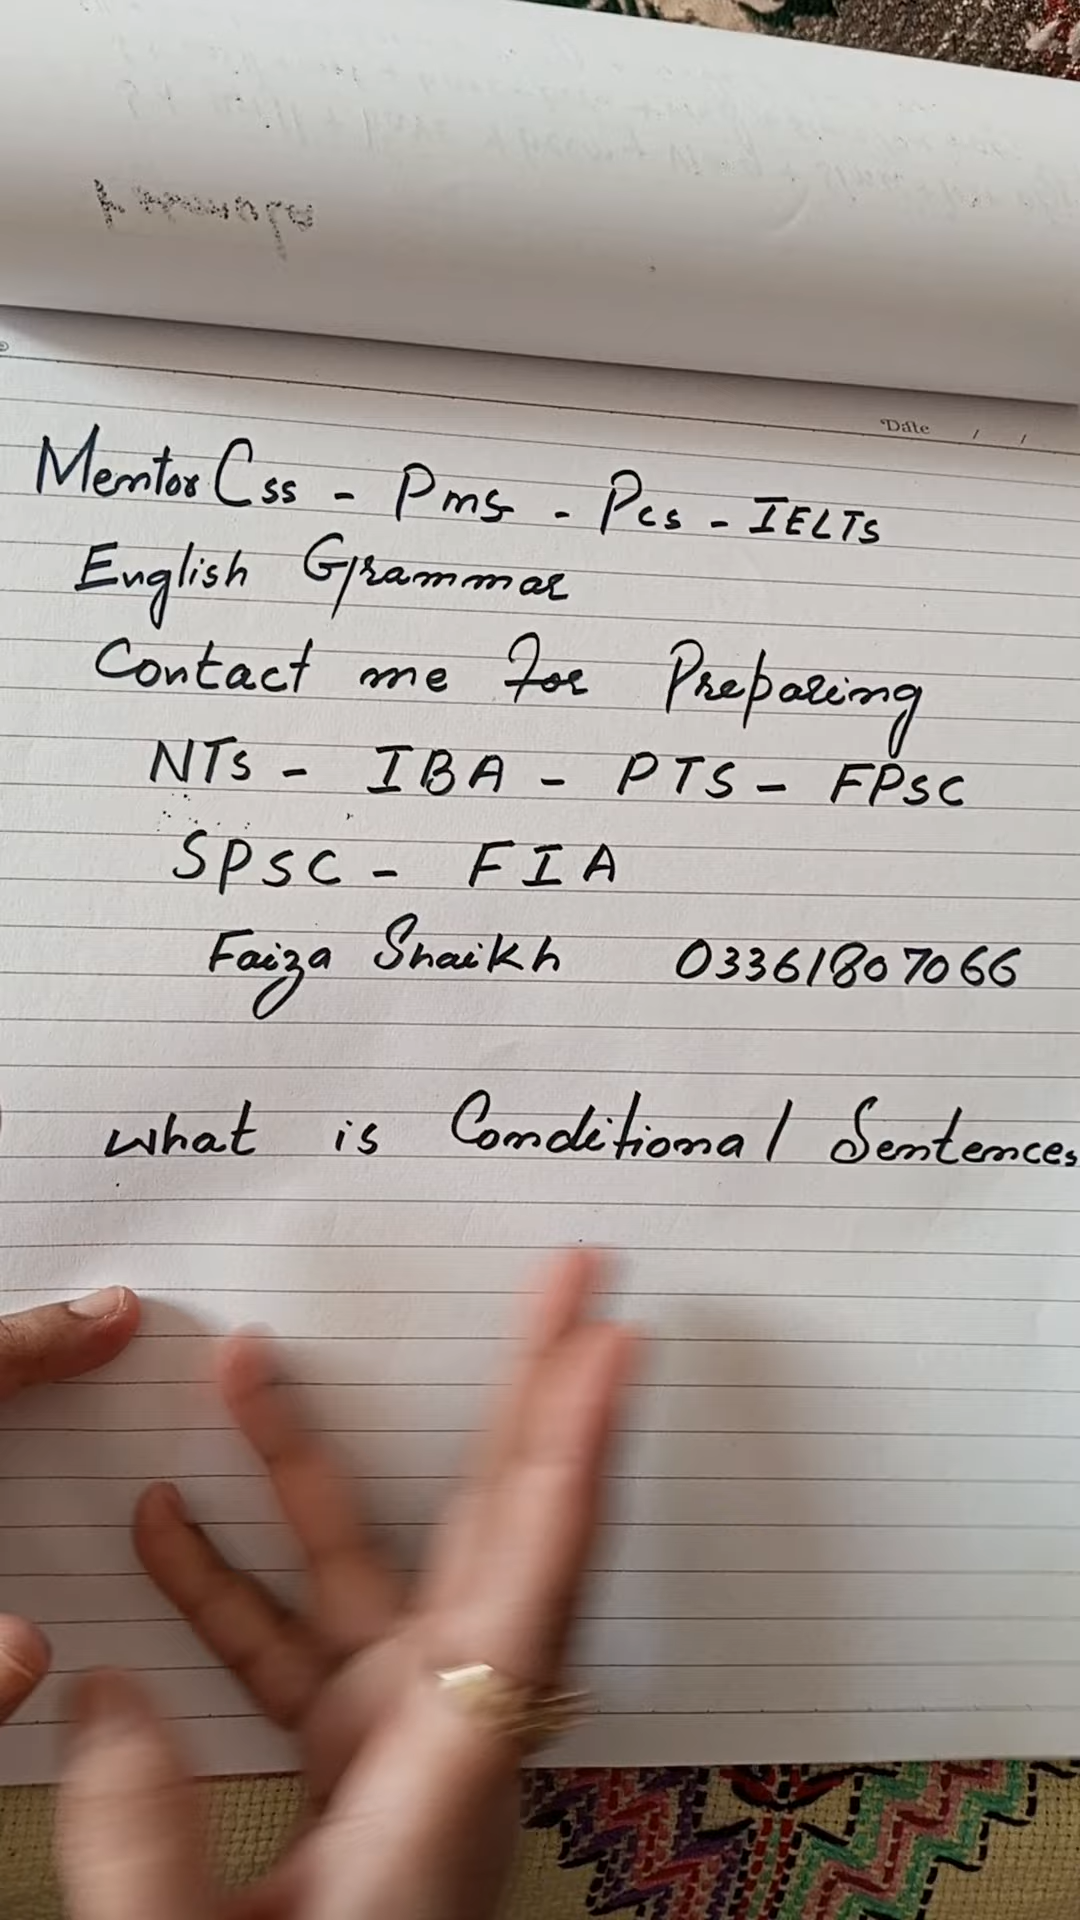 Date / /
Mentor Css - Pms - Pcs - IELTs
English Grammar
Contact me for Preparing
NTs - IBA - PTS - FPSC
SPSC - FIA
Faiza Shaikh 03361807066
what is Conditional Sentences